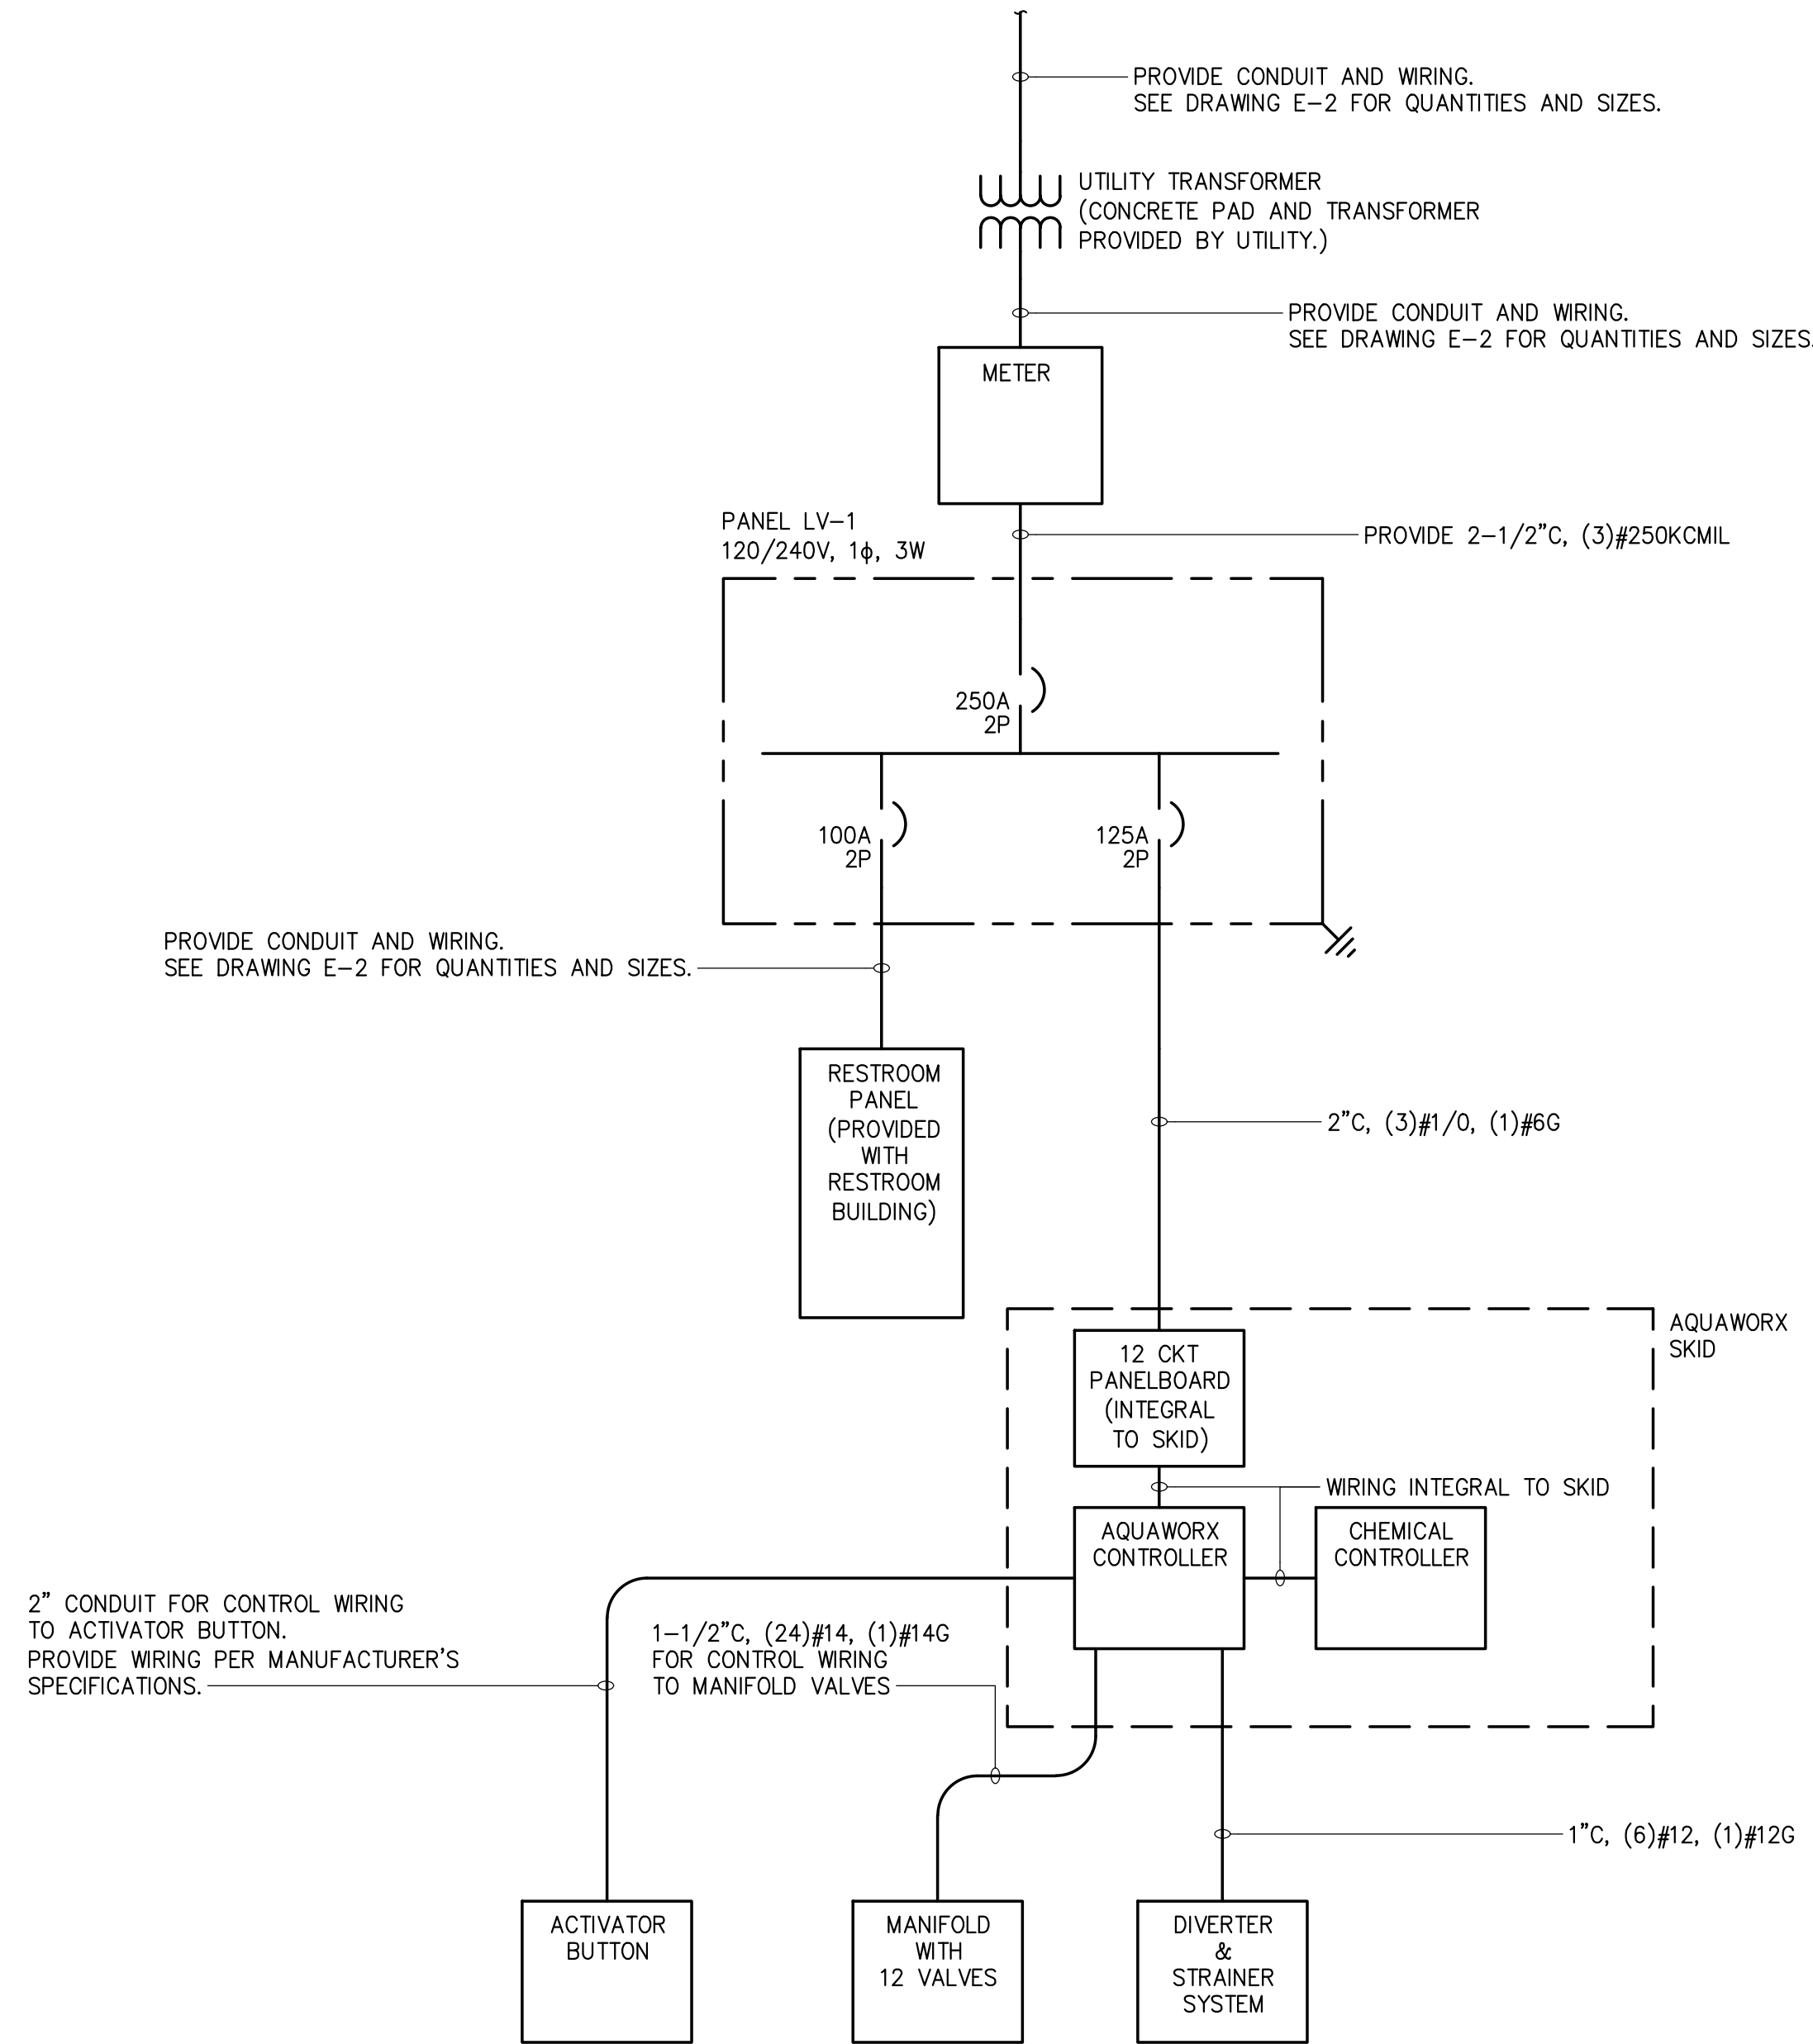 PROVIDE CONDUIT AND WIRING.
SEE DRAWING E-2 FOR QUANTITIES AND SIZES.
UTILITY TRANSFORMER
(CONCRETE PAD AND TRANSFORMER
PROVIDED BY UTILITY.)
PROVIDE CONDUIT AND WIRING.
SEE DRAWING E-2 FOR QUANTITIES AND SIZES.
METER
PANEL LV-1
120/240V, 1ϕ, 3W
PROVIDE 2-1/2"C, (3)#250KCMIL
250A
2P
100A
2P
125A
2P
PROVIDE CONDUIT AND WIRING.
SEE DRAWING E-2 FOR QUANTITIES AND SIZES.
RESTROOM
PANEL
(PROVIDED
WITH
RESTROOM
BUILDING)
2"C, (3)#1/0, (1)#6G
AQUAWORX
SKID
12 CKT
PANELBOARD
(INTEGRAL
TO SKID)
WIRING INTEGRAL TO SKID
AQUAWORX
CONTROLLER
CHEMICAL
CONTROLLER
2" CONDUIT FOR CONTROL WIRING
TO ACTIVATOR BUTTON.
PROVIDE WIRING PER MANUFACTURER'S
SPECIFICATIONS.
1-1/2"C, (24)#14, (1)#14G
FOR CONTROL WIRING
TO MANIFOLD VALVES
1"C, (6)#12, (1)#12G
ACTIVATOR
BUTTON
MANIFOLD
WITH
12 VALVES
DIVERTER
&
STRAINER
SYSTEM